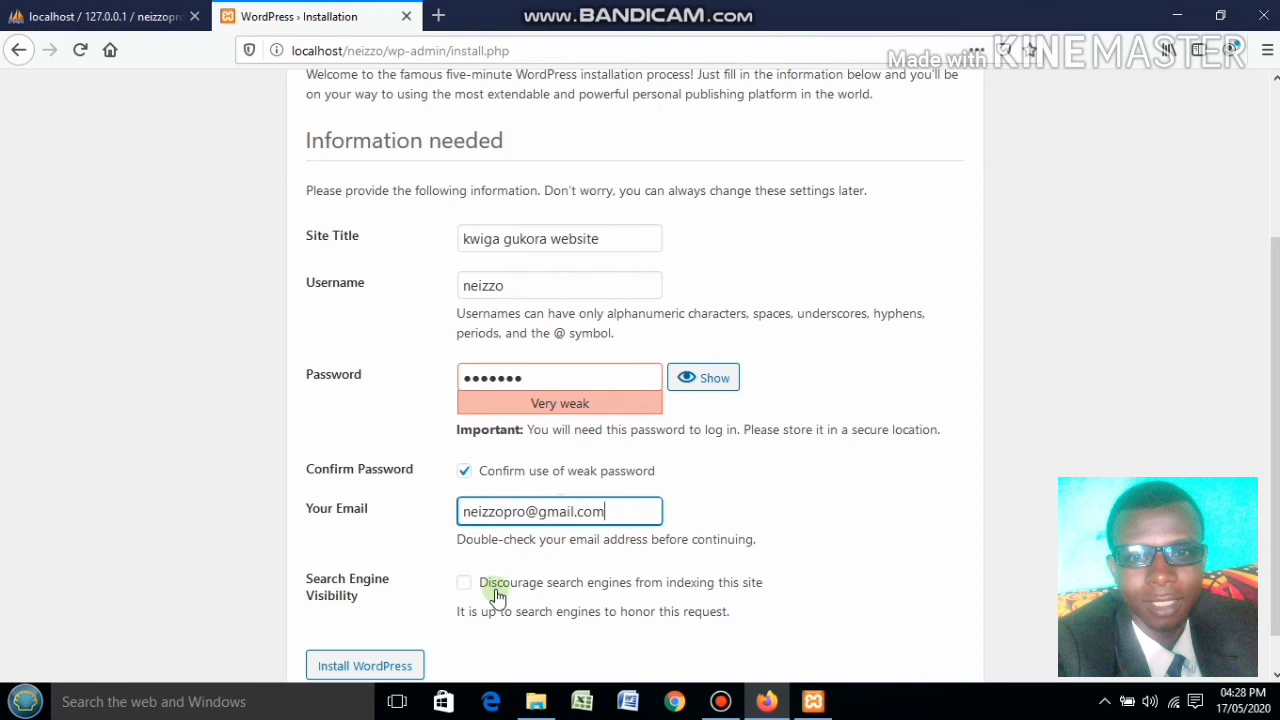 localhost / 127.0.0.1 / neizzopro
WordPress › Installation
www.BANDICAM.com
localhost/neizzo/wp-admin/install.php
Made with KINEMASTER
Welcome to the famous five-minute WordPress installation process! Just fill in the information below and you'll be
on your way to using the most extendable and powerful personal publishing platform in the world.
Information needed
Please provide the following information. Don't worry, you can always change these settings later.
Site Title
kwiga gukora website
Username
neizzo
Usernames can have only alphanumeric characters, spaces, underscores, hyphens,
periods, and the @ symbol.
Password
•••••••
Show
Very weak
Important: You will need this password to log in. Please store it in a secure location.
Confirm Password
Confirm use of weak password
Your Email
neizzopro@gmail.com
Double-check your email address before continuing.
Search Engine
Visibility
Discourage search engines from indexing this site
It is up to search engines to honor this request.
Install WordPress
Search the web and Windows
04:28 PM
17/05/2020